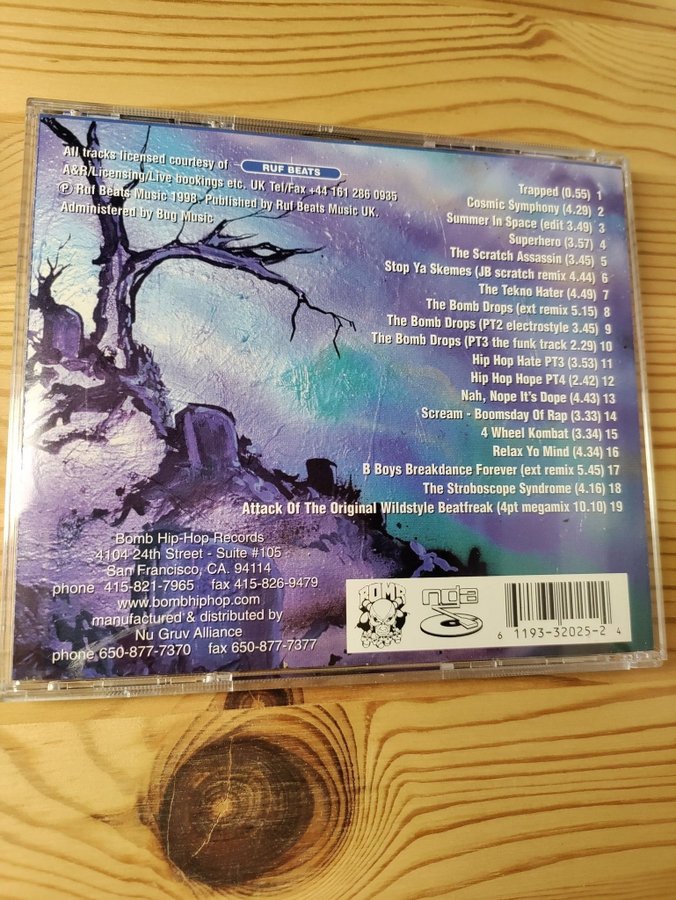 All tracks licensed courtesy of RUF BEATS
A&R/Licensing/Live bookings etc. UK Tel/Fax +44 161 286 0935
℗ Ruf Beats Music 1998. Published by Ruf Beats Music UK.
Administered by Bug Music
Trapped (0.55) 1
Cosmic Symphony (4.29) 2
Summer In Space (edit 3.49) 3
Superhero (3.57) 4
The Scratch Assassin (3.45) 5
Stop Ya Skemes (JB scratch remix 4.44) 6
The Tekno Hater (4.49) 7
The Bomb Drops (ext remix 5.15) 8
The Bomb Drops (PT2 electrostyle 3.45) 9
The Bomb Drops (PT3 the funk track 2.29) 10
Hip Hop Hate PT3 (3.53) 11
Hip Hop Hope PT4 (2.42) 12
Nah, Nope It's Dope (4.43) 13
Scream - Boomsday Of Rap (3.33) 14
4 Wheel Kombat (3.34) 15
Relax Yo Mind (4.34) 16
B Boys Breakdance Forever (ext remix 5.45) 17
The Stroboscope Syndrome (4.16) 18
Attack Of The Original Wildstyle Beatfreak (4pt megamix 10.10) 19
Bomb Hip-Hop Records
4104 24th Street - Suite #105
San Francisco, CA. 94114
phone 415-821-7965 fax 415-826-9479
www.bombhiphop.com
manufactured & distributed by
Nu Gruv Alliance
phone 650-877-7370 fax 650-877-7377
BOMB
nga
6 11193-32025-2 4